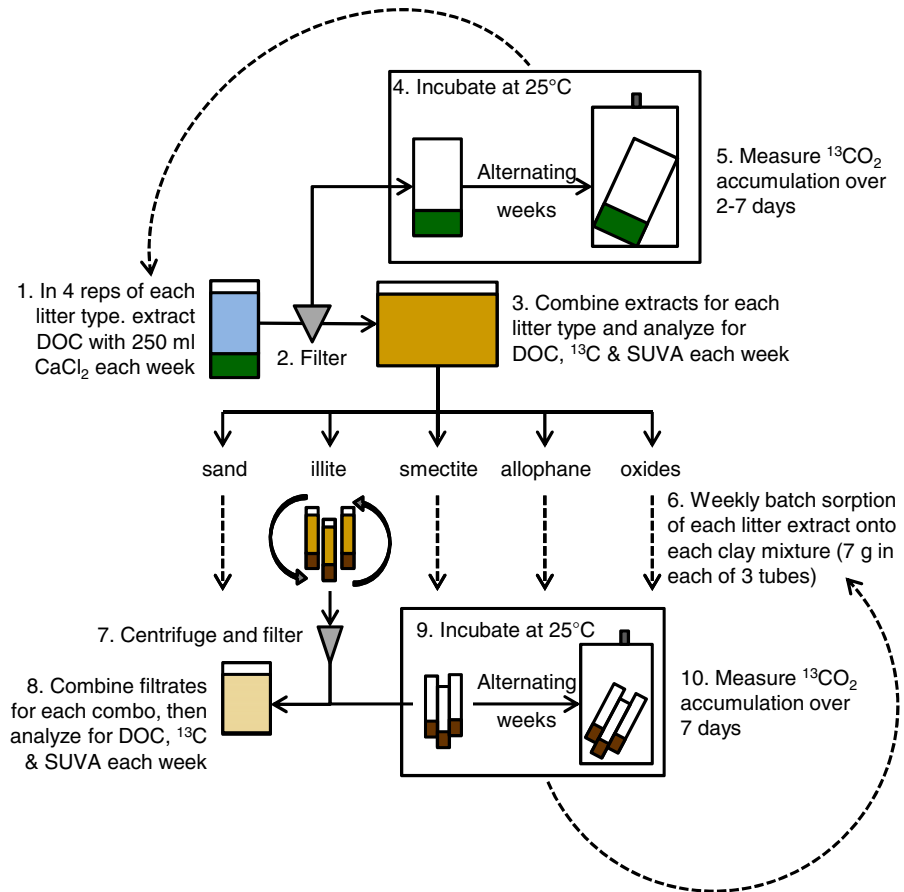 4. Incubate at 25°C
Alternating
weeks
5. Measure ¹³CO₂
accumulation over
2-7 days
1. In 4 reps of each
litter type. extract
DOC with 250 ml
CaCl₂ each week
2. Filter
3. Combine extracts for each
litter type and analyze for
DOC, ¹³C & SUVA each week
sand illite smectite allophane oxides
6. Weekly batch sorption
of each litter extract onto
each clay mixture (7 g in
each of 3 tubes)
7. Centrifuge and filter
8. Combine filtrates
for each combo, then
analyze for DOC, ¹³C
& SUVA each week
9. Incubate at 25°C
Alternating
weeks
10. Measure ¹³CO₂
accumulation over
7 days